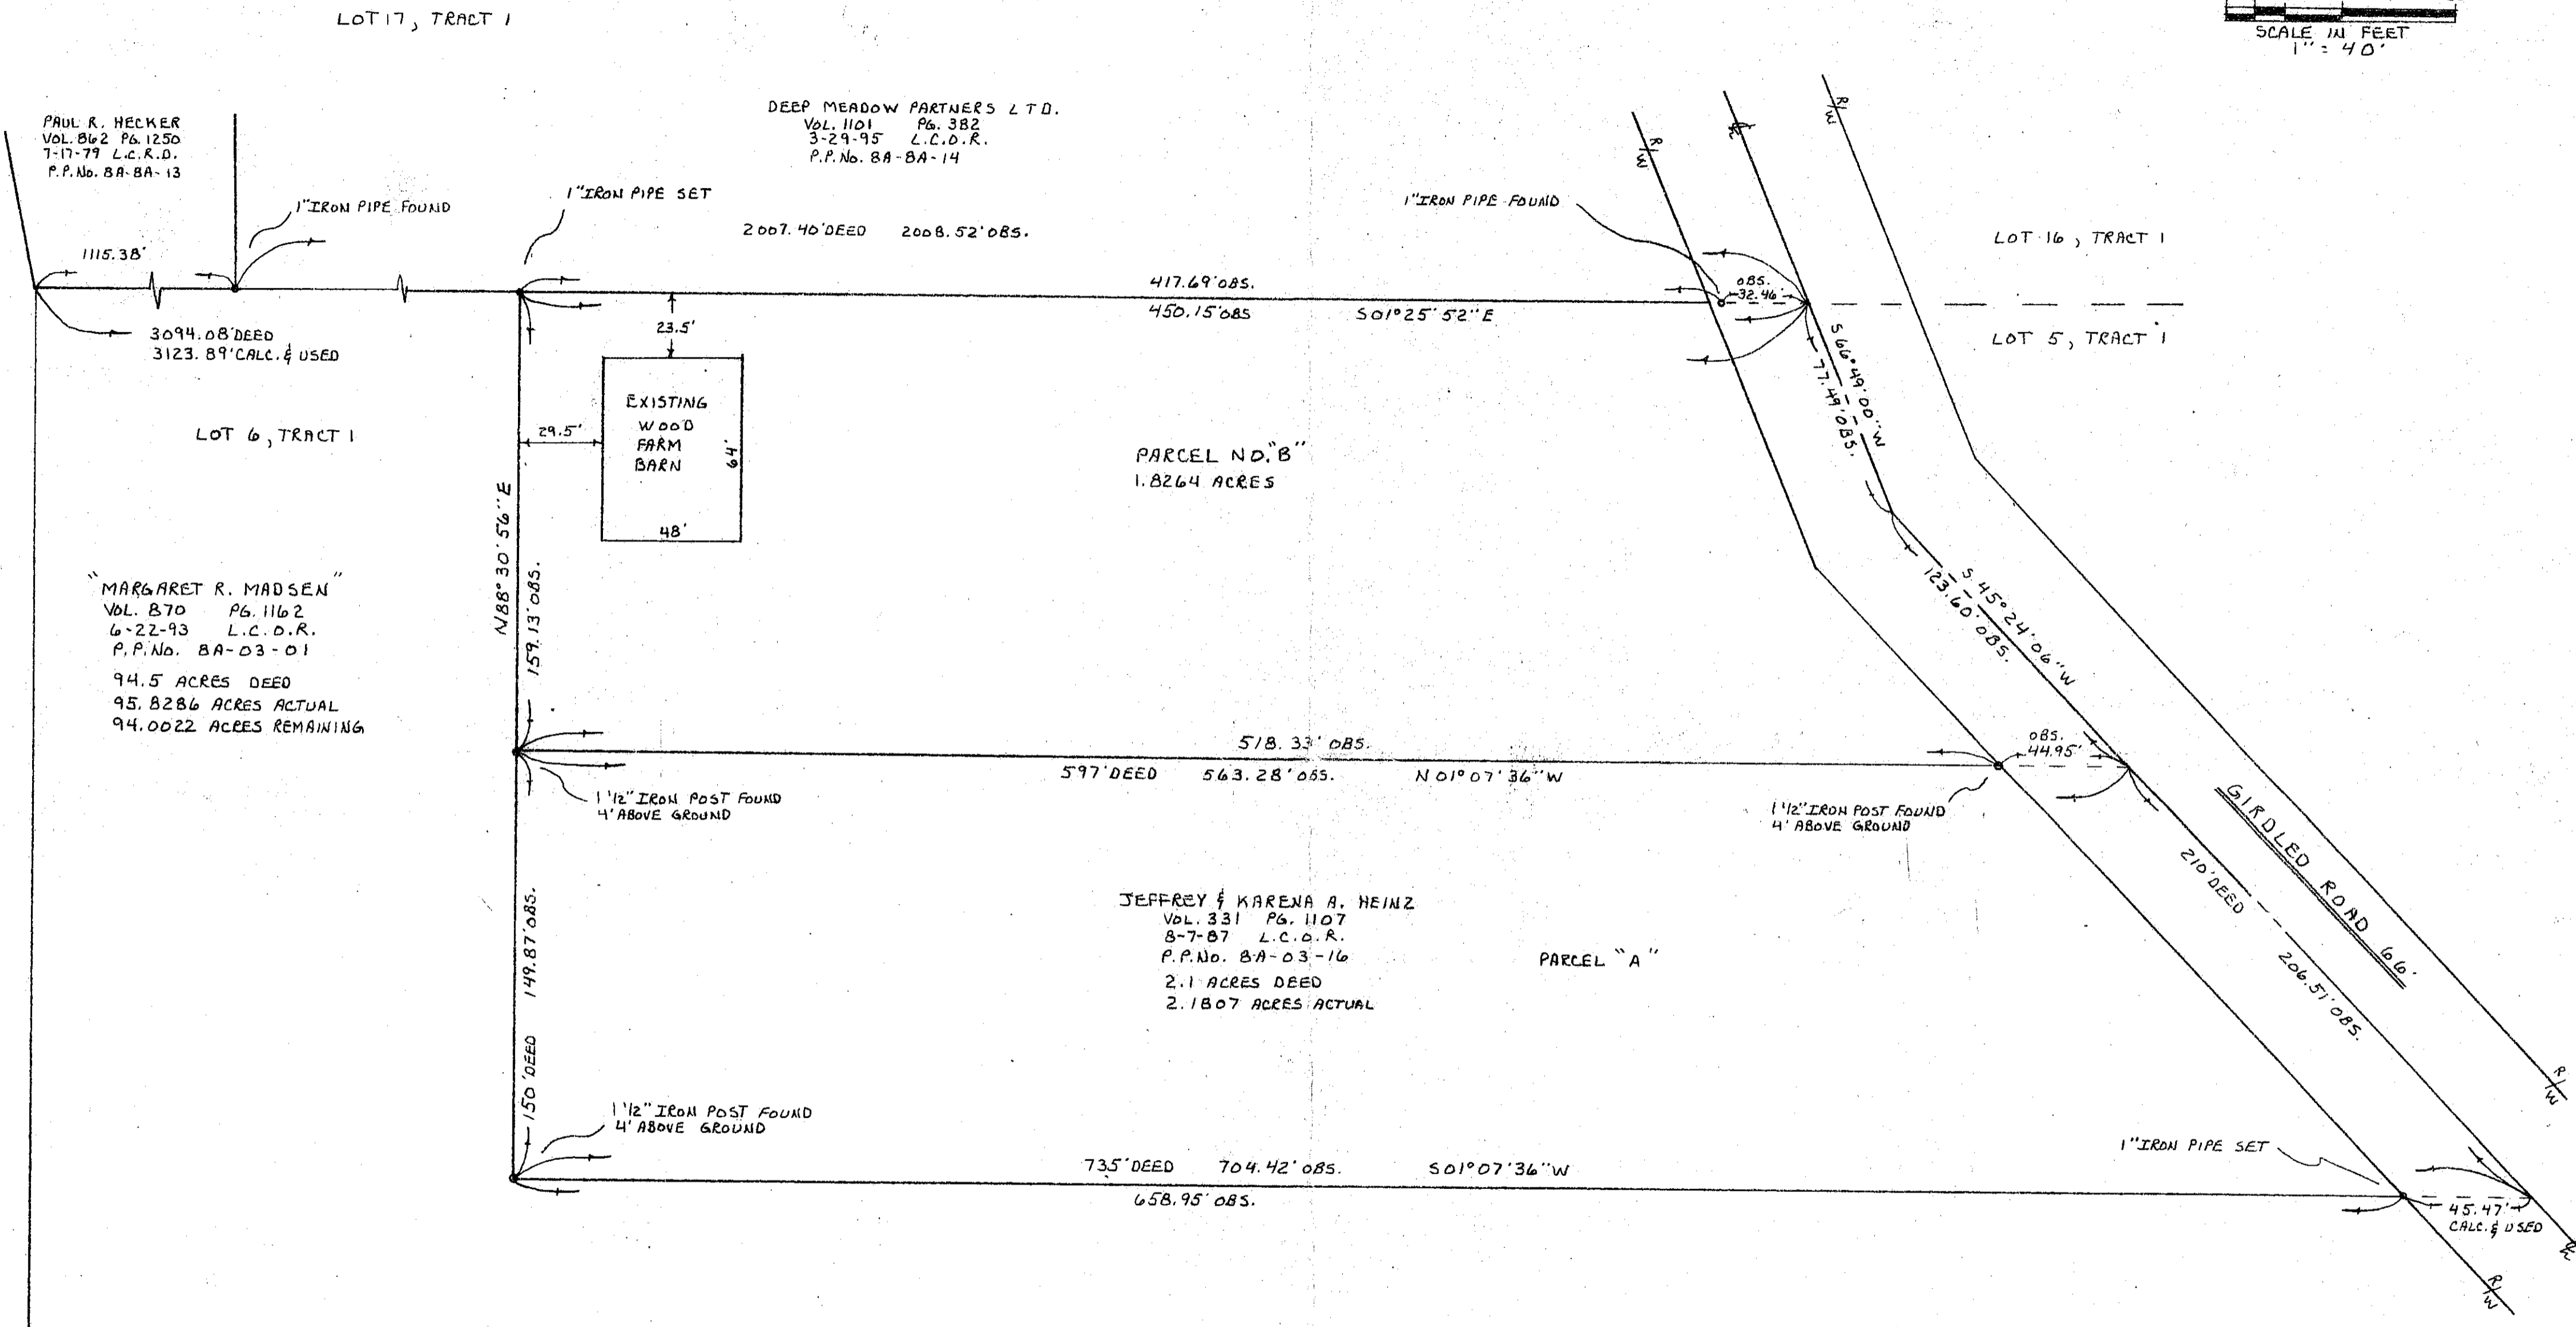 LOT 17, TRACT 1
SCALE IN FEET
1" = 40'
PAUL R. HECKER
VOL. 862 PG. 1250
7-17-79 L.C.R.D.
P.P. No. 8A-8A-13
DEEP MEADOW PARTNERS LTD.
VOL. 1101 PG. 382
3-29-95 L.C.O.R.
P.P. No. 8A-8A-14
R/W
R/W
1" IRON PIPE FOUND
1" IRON PIPE SET
1" IRON PIPE FOUND
2007.40' DEED 2008.52' OBS.
LOT 16, TRACT 1
1115.38'
417.69' OBS.
OBS.
32.46'
450.15' OBS S01°25'52"E
3094.08' DEED
3123.89' CALC. & USED
LOT 5, TRACT 1
23.5'
S 66°49'00" W
77.49' OBS.
LOT 6, TRACT 1
29.5'
EXISTING
WOOD
FARM
BARN
64'
48'
PARCEL NO. "B"
1.8264 ACRES
N88°30'56"E
159.13' OBS.
S 45°24'06" W
123.60' OBS.
"MARGARET R. MADSEN"
VOL. 870 PG. 1162
6-22-93 L.C.O.R.
P.P. No. 8A-03-01
94.5 ACRES DEED
95.8286 ACRES ACTUAL
94.0022 ACRES REMAINING
518.33' OBS.
OBS.
44.95'
597' DEED 563.28' OBS. N01°07'36"W
1 1/2" IRON POST FOUND
4' ABOVE GROUND
1 1/2" IRON POST FOUND
4' ABOVE GROUND
GIRDLED ROAD 66'
210' DEED
206.51' OBS.
JEFFREY & KARENA A. HEINZ
VOL. 331 PG. 1107
8-7-87 L.C.O.R.
P.P. No. 8A-03-16
2.1 ACRES DEED
2.1807 ACRES ACTUAL
PARCEL "A"
150' DEED 149.87' OBS.
1 1/2" IRON POST FOUND
4' ABOVE GROUND
1" IRON PIPE SET
735' DEED 704.42' OBS. S01°07'36"W
658.95' OBS.
45.47'
CALC. & USED
R/W
R/W